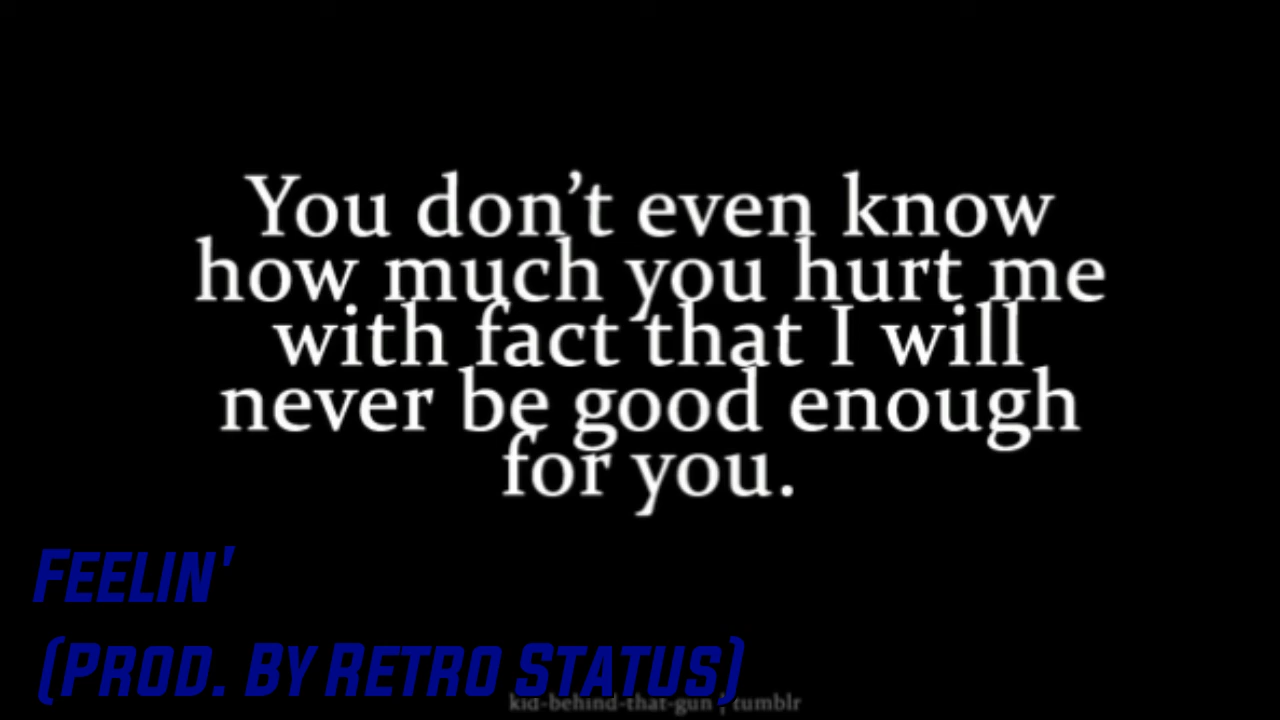 You don’t even know
how much you hurt me
with fact that I will
never be good enough
for you.
FEELIN'
(PROD. BY RETRO STATUS)
kid-behind-that-gun | tumblr